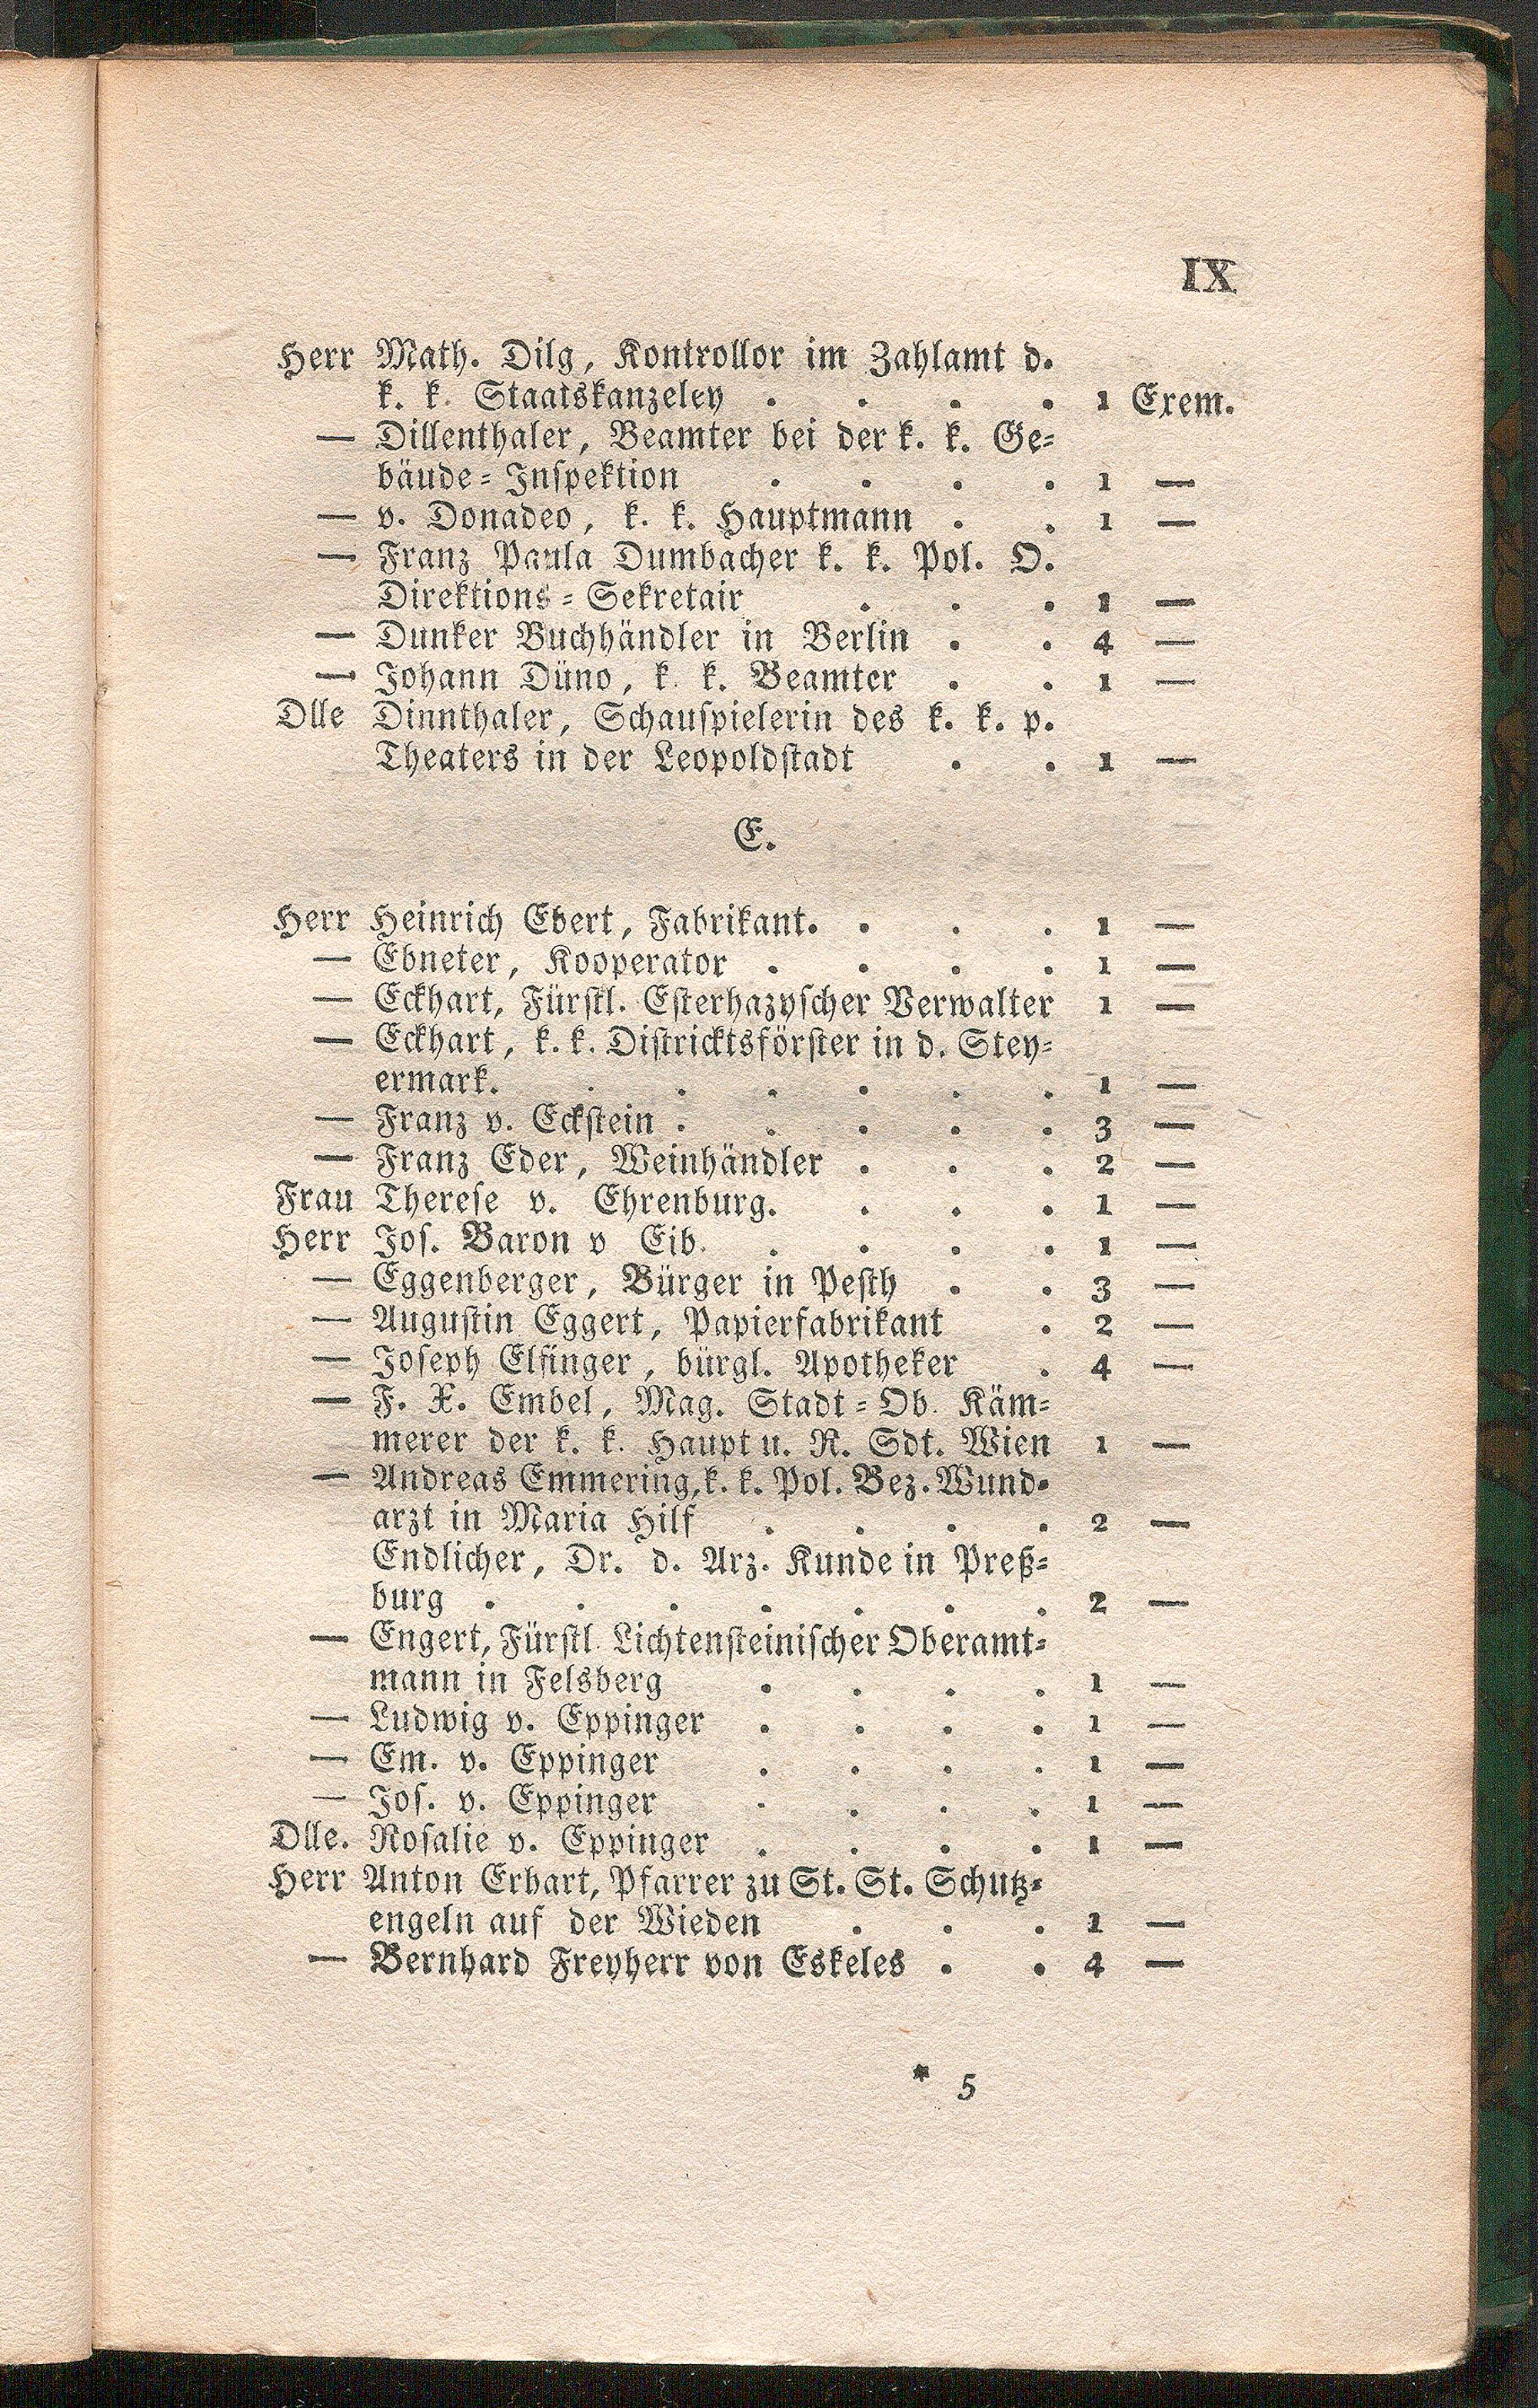 IX
Herr Math. Dilg, Kontrollor im Zahlamt d.
k. k. Staatskanzeley . . . . 1 Exem.
— Dillenthaler, Beamter bei der k. k. Ge=
bäude=Inspektion . . . . 1 —
— v. Donadeo, k. k. Hauptmann . . 1 —
— Franz Paula Dumbacher k. k. Pol. O.
Direktions=Sekretair . . . 1 —
— Dunker Buchhändler in Berlin . . 4 —
— Johann Düno, k. k. Beamter . . 1 —
Dlle Dinnthaler, Schauspielerin des k. k. p.
Theaters in der Leopoldstadt . . 1 —
E.
Herr Heinrich Ebert, Fabrikant. . . . 1 —
— Ebneter, Kooperator . . . . 1 —
— Eckhart, Fürstl. Esterhazyscher Verwalter 1 —
— Eckhart, k. k. Districktsförster in d. Stey=
ermark. . . . . . . 1 —
— Franz v. Eckstein . . . . . 3 —
— Franz Eder, Weinhändler . . . 2 —
Frau Therese v. Ehrenburg. . . . 1 —
Herr Jos. Baron v Eib. . . . . 1 —
— Eggenberger, Bürger in Pesth . . 3 —
— Augustin Eggert, Papierfabrikant . 2 —
— Joseph Elfinger, bürgl. Apotheker . 4 —
— F. X. Embel, Mag. Stadt=Ob. Käm=
merer der k. k. Haupt u. R. Sdt. Wien 1 —
— Andreas Emmering, k. k. Pol. Bez. Wund=
arzt in Maria Hilf . . . . 2 —
Endlicher, Dr. d. Arz. Kunde in Preß=
burg . . . . . . . 2 —
— Engert, Fürstl. Lichtensteinischer Oberamt=
mann in Felsberg . . . . 1 —
— Ludwig v. Eppinger . . . . 1 —
— Em. v. Eppinger . . . . 1 —
— Jos. v. Eppinger . . . . 1 —
Dlle. Rosalie v. Eppinger . . . . 1 —
Herr Anton Erhart, Pfarrer zu St. St. Schutz=
engeln auf der Wieden . . . 1 —
— Bernhard Freyherr von Eskeles . . 4 —
* 5